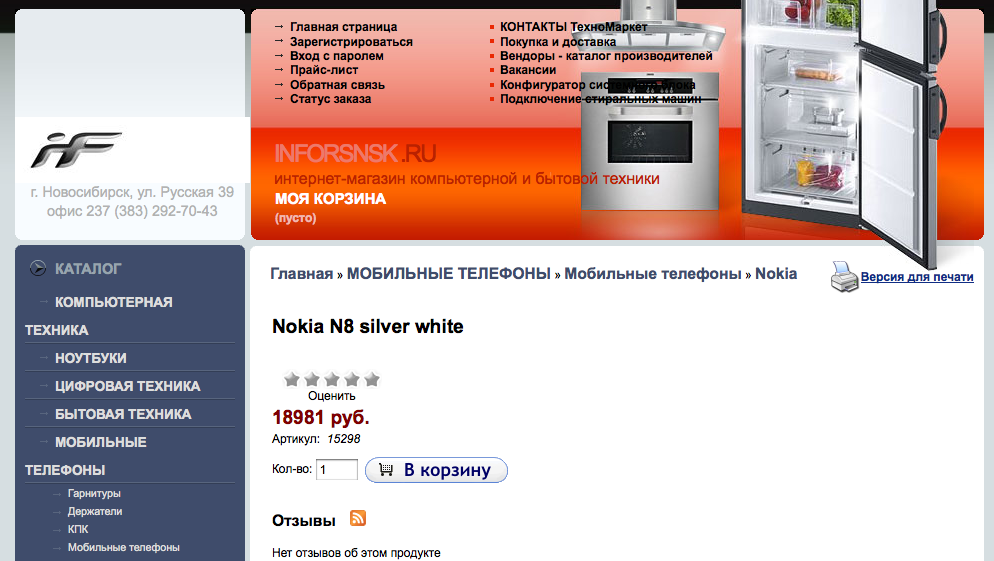 Главная страница
Зарегистрироваться
Вход с паролем
Прайс-лист
Обратная связь
Статус заказа
КОНТАКТЫ ТехноМаркет
Покупка и доставка
Вендоры - каталог производителей
Вакансии
Конфигуратор системного блока
Подключение стиральных машин
INFORSNSK.RU
интернет-магазин компьютерной и бытовой техники
МОЯ КОРЗИНА
(пусто)
г. Новосибирск, ул. Русская 39
офис 237 (383) 292-70-43
КАТАЛОГ
КОМПЬЮТЕРНАЯ
ТЕХНИКА
НОУТБУКИ
ЦИФРОВАЯ ТЕХНИКА
БЫТОВАЯ ТЕХНИКА
МОБИЛЬНЫЕ
ТЕЛЕФОНЫ
Гарнитуры
Держатели
КПК
Мобильные телефоны
Главная » МОБИЛЬНЫЕ ТЕЛЕФОНЫ » Мобильные телефоны » Nokia
Версия для печати
Nokia N8 silver white
Оценить
18981 руб.
Артикул: 15298
Кол-во: 1 В корзину
Отзывы
Нет отзывов об этом продукте